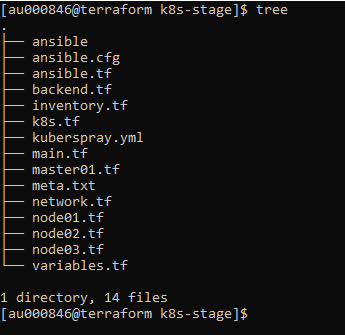 [au000846@terraform k8s-stage]$ tree
.
├── ansible
├── ansible.cfg
├── ansible.tf
├── backend.tf
├── inventory.tf
├── k8s.tf
├── kuberspray.yml
├── main.tf
├── master01.tf
├── meta.txt
├── network.tf
├── node01.tf
├── node02.tf
├── node03.tf
└── variables.tf

1 directory, 14 files
[au000846@terraform k8s-stage]$